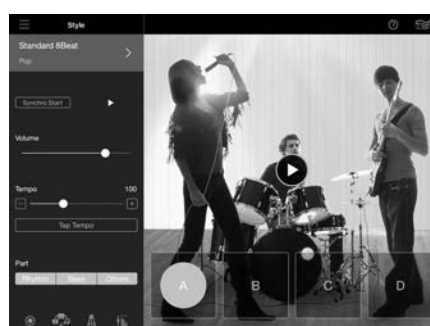 Style
Standard 8Beat
Pop
Synchro Start
Volume
Tempo 100
Tap Tempo
Part
Rhythm Bass Others
A B C D